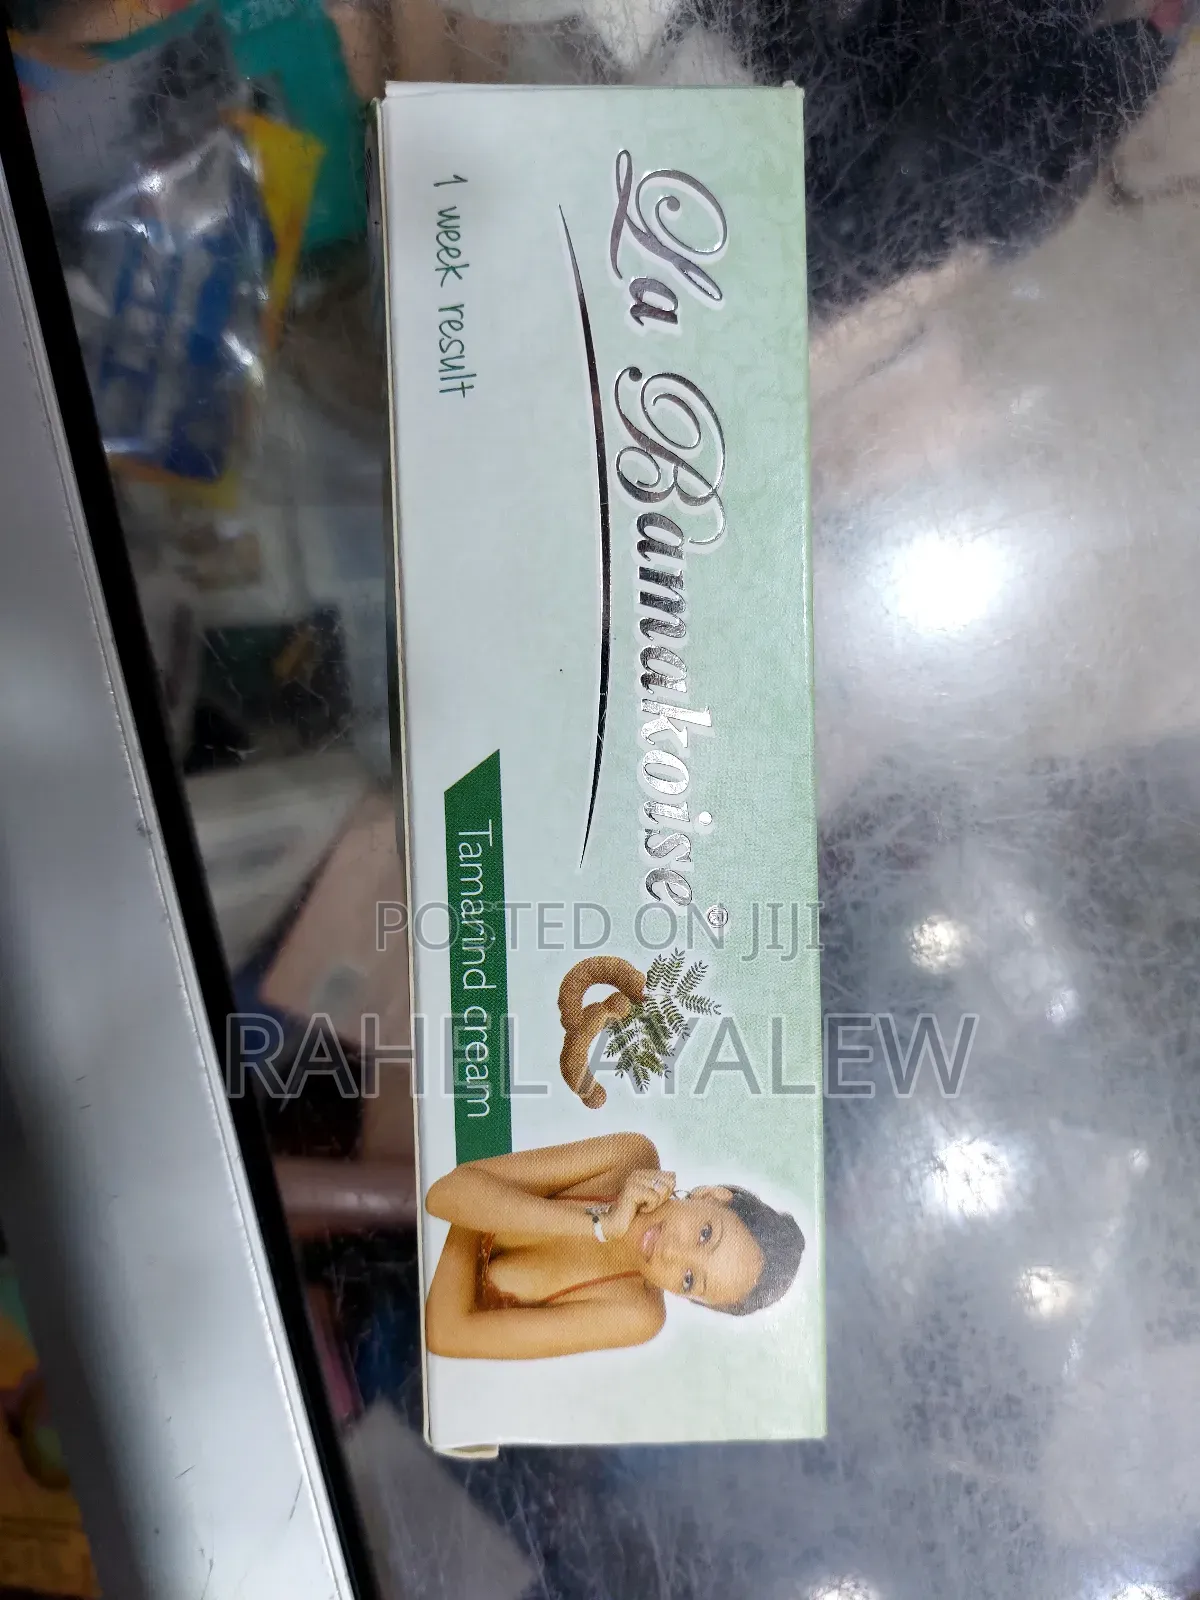 La Bamakoise®
1 week result
Tamarind cream
POSTED ON JIJI
RAHEL AYALEW